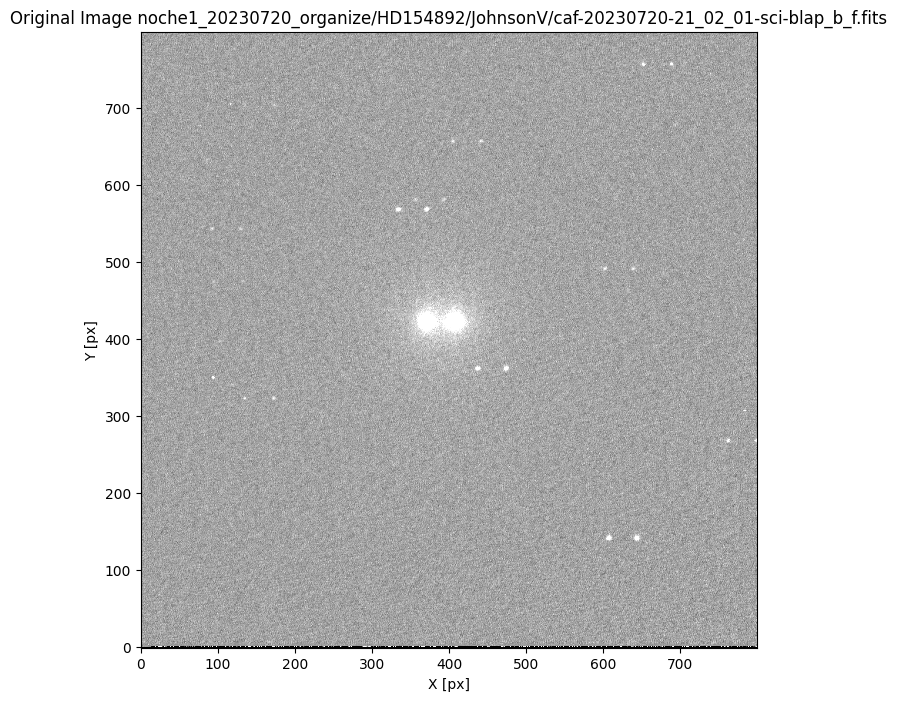 Original Image noche1_20230720_organize/HD154892/JohnsonV/caf-20230720-21_02_01-sci-blap_b_f.fits
700
600
500
400
300
200
100
0
Y [px]
0 100 200 300 400 500 600 700
X [px]